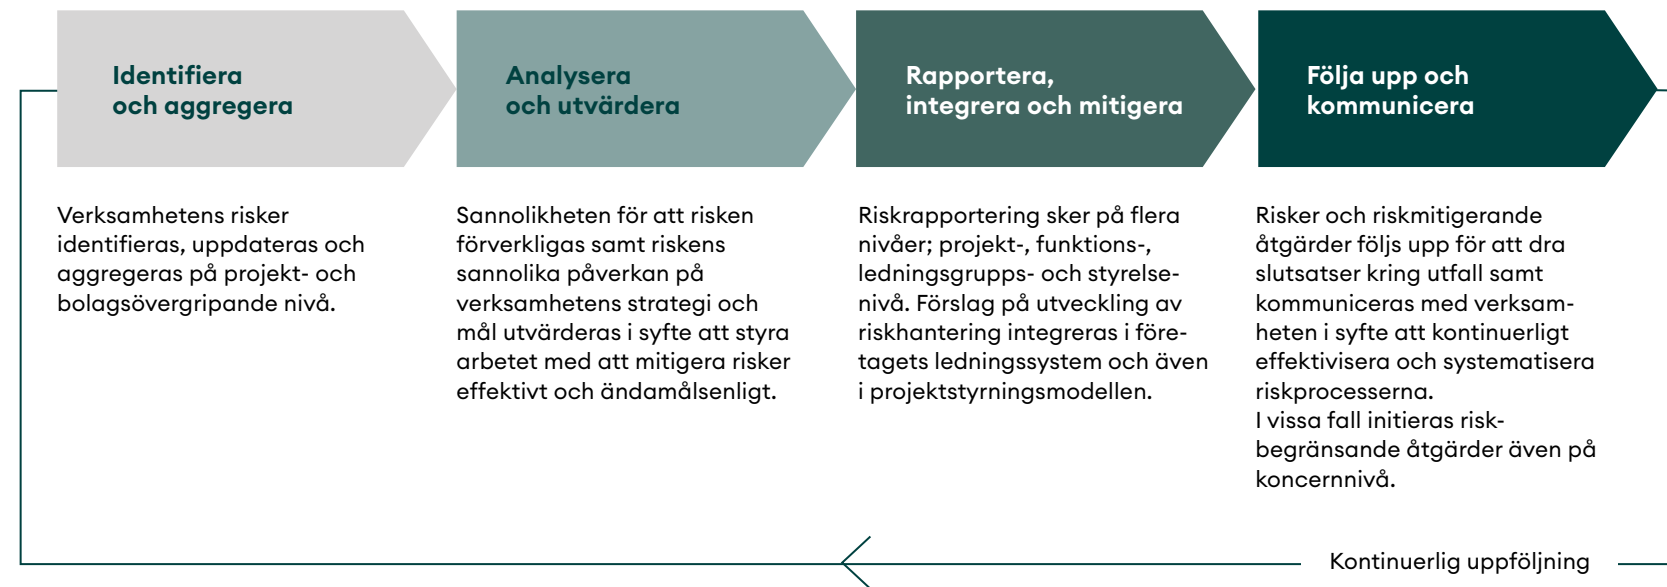 Identifiera
och aggregera
Verksamhetens risker
identifieras, uppdateras och
aggregeras på projekt- och
bolagsövergripande nivå.
Analysera
och utvärdera
Sannolikheten för att risken
förverkligas samt riskens
sannolika påverkan på
verksamhetens strategi och
mål utvärderas i syfte att styra
arbetet med att mitigera risker
effektivt och ändamålsenligt.
Rapportera,
integrera och mitigera
Riskrapportering sker på flera
nivåer; projekt-, funktions-,
ledningsgrupps- och styrelse-
nivå. Förslag på utveckling av
riskhantering integreras i före-
tagets ledningssystem och även
i projektstyrningsmodellen.
Följa upp och
kommunicera
Risker och riskmitigerande
åtgärder följs upp för att dra
slutsatser kring utfall samt
kommuniceras med verksam-
heten i syfte att kontinuerligt
effektivisera och systematisera
riskprocesserna.
I vissa fall initieras risk-
begränsande åtgärder även på
koncernnivå.
Kontinuerlig uppföljning